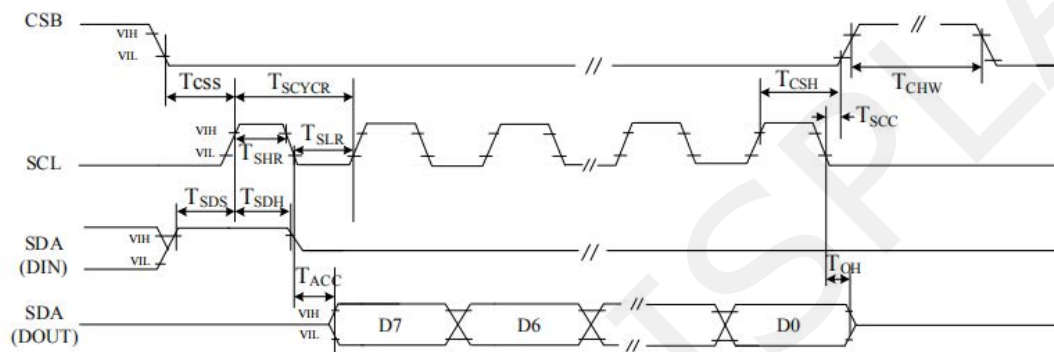 CSB
VIH
VIL
//
//
Tcss
TSCYCR
TCSH
TCHW
TSCC
SCL
VIH
VIL
TSHR
TSLR
//
TSDS
TSDH
SDA
(DIN)
VIH
VIL
//
TACC
TOH
SDA
(DOUT)
VIH
VIL
D7
D6
//
//
D0